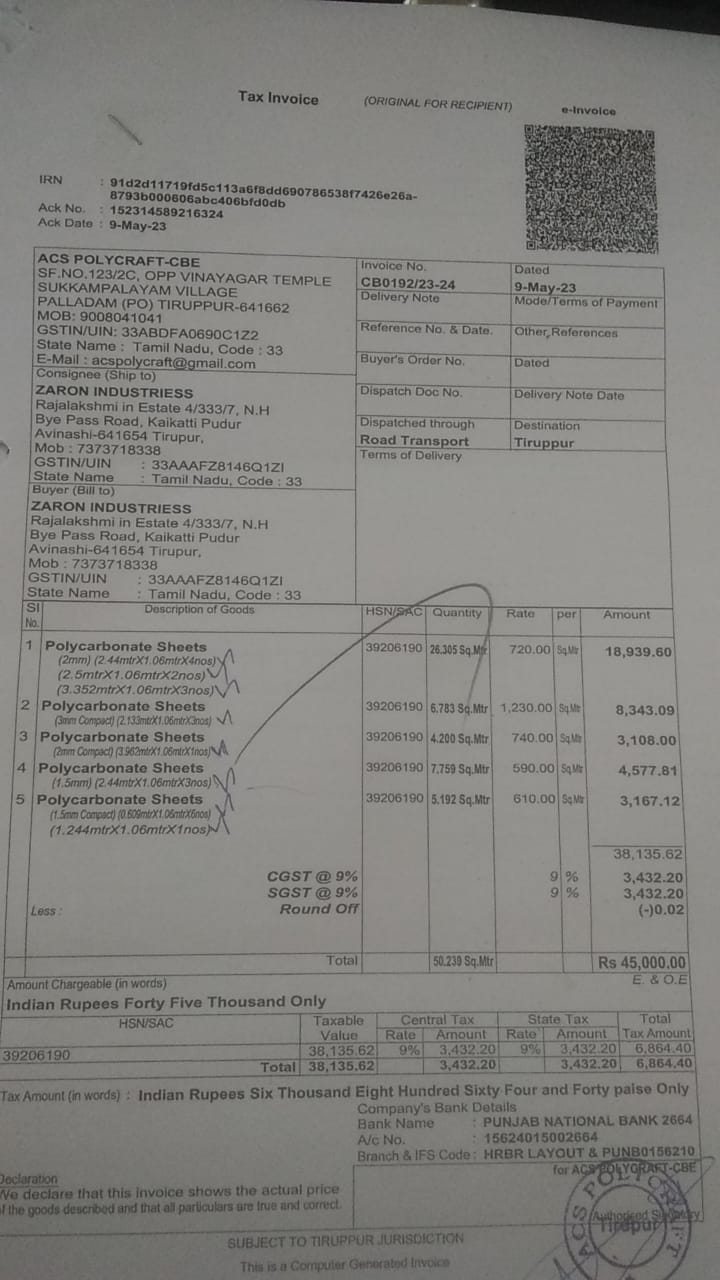 Tax Invoice (ORIGINAL FOR RECIPIENT) e-Invoice
IRN : 91d2d11719fd5c113a6f8dd690786538f7426e26a-
8793b000606abc406bfd0db
Ack No. : 152314589216324
Ack Date : 9-May-23
ACS POLYCRAFT-CBE
SF.NO.123/2C, OPP VINAYAGAR TEMPLE
SUKKAMPALAYAM VILLAGE
PALLADAM (PO) TIRUPPUR-641662
MOB: 9008041041
GSTIN/UIN: 33ABDFA0690C1Z2
State Name : Tamil Nadu, Code : 33
E-Mail : acspolycraft@gmail.com
Invoice No. Dated
CB0192/23-24 9-May-23
Delivery Note Mode/Terms of Payment
Reference No. & Date. Other References
Buyer's Order No. Dated
Dispatch Doc No. Delivery Note Date
Dispatched through Destination
Road Transport Tiruppur
Terms of Delivery
Consignee (Ship to)
ZARON INDUSTRIESS
Rajalakshmi in Estate 4/333/7, N.H
Bye Pass Road, Kaikatti Pudur
Avinashi-641654 Tirupur,
Mob : 7373718338
GSTIN/UIN : 33AAAFZ8146Q1ZI
State Name : Tamil Nadu, Code : 33
Buyer (Bill to)
ZARON INDUSTRIESS
Rajalakshmi in Estate 4/333/7, N.H
Bye Pass Road, Kaikatti Pudur
Avinashi-641654 Tirupur,
Mob : 7373718338
GSTIN/UIN : 33AAAFZ8146Q1ZI
State Name : Tamil Nadu, Code : 33
Sl No. Description of Goods HSN/SAC Quantity Rate per Amount
1 Polycarbonate Sheets 39206190 26.305 Sq.Mtr 720.00 Sq.Mtr 18,939.60
(2mm) (2.44mtrX1.06mtrX4nos)
(2.5mtrX1.06mtrX2nos)
(3.352mtrX1.06mtrX3nos)
2 Polycarbonate Sheets 39206190 6.783 Sq.Mtr 1,230.00 Sq.Mtr 8,343.09
(3mm Compact) (2.133mtrX1.06mtrX3nos)
3 Polycarbonate Sheets 39206190 4.200 Sq.Mtr 740.00 Sq.Mtr 3,108.00
(2mm Compact) (3.962mtrX1.06mtrX1nos)
4 Polycarbonate Sheets 39206190 7.759 Sq.Mtr 590.00 Sq.Mtr 4,577.81
(1.5mm) (2.44mtrX1.06mtrX3nos)
5 Polycarbonate Sheets 39206190 5.192 Sq.Mtr 610.00 Sq.Mtr 3,167.12
(1.5mm Compact) (0.609mtrX1.06mtrX6nos)
(1.244mtrX1.06mtrX1nos)
38,135.62
CGST @ 9% 9 % 3,432.20
SGST @ 9% 9 % 3,432.20
Less : Round Off (-)0.02
Total 50.239 Sq.Mtr Rs 45,000.00
Amount Chargeable (in words) E. & O.E
Indian Rupees Forty Five Thousand Only
HSN/SAC Taxable Value Central Tax State Tax Total Tax Amount
Rate Amount Rate Amount
39206190 38,135.62 9% 3,432.20 9% 3,432.20 6,864.40
Total 38,135.62 3,432.20 3,432.20 6,864.40
Tax Amount (in words) : Indian Rupees Six Thousand Eight Hundred Sixty Four and Forty paise Only
Company's Bank Details
Bank Name : PUNJAB NATIONAL BANK 2664
A/c No. : 15624015002664
Branch & IFS Code : HRBR LAYOUT & PUNB0156210
Declaration
We declare that this invoice shows the actual price
of the goods described and that all particulars are true and correct.
for ACS POLYCRAFT-CBE
Authorised Signatory
ACS POLYCRAFT
Tirupur
SUBJECT TO TIRUPPUR JURISDICTION
This is a Computer Generated Invoice